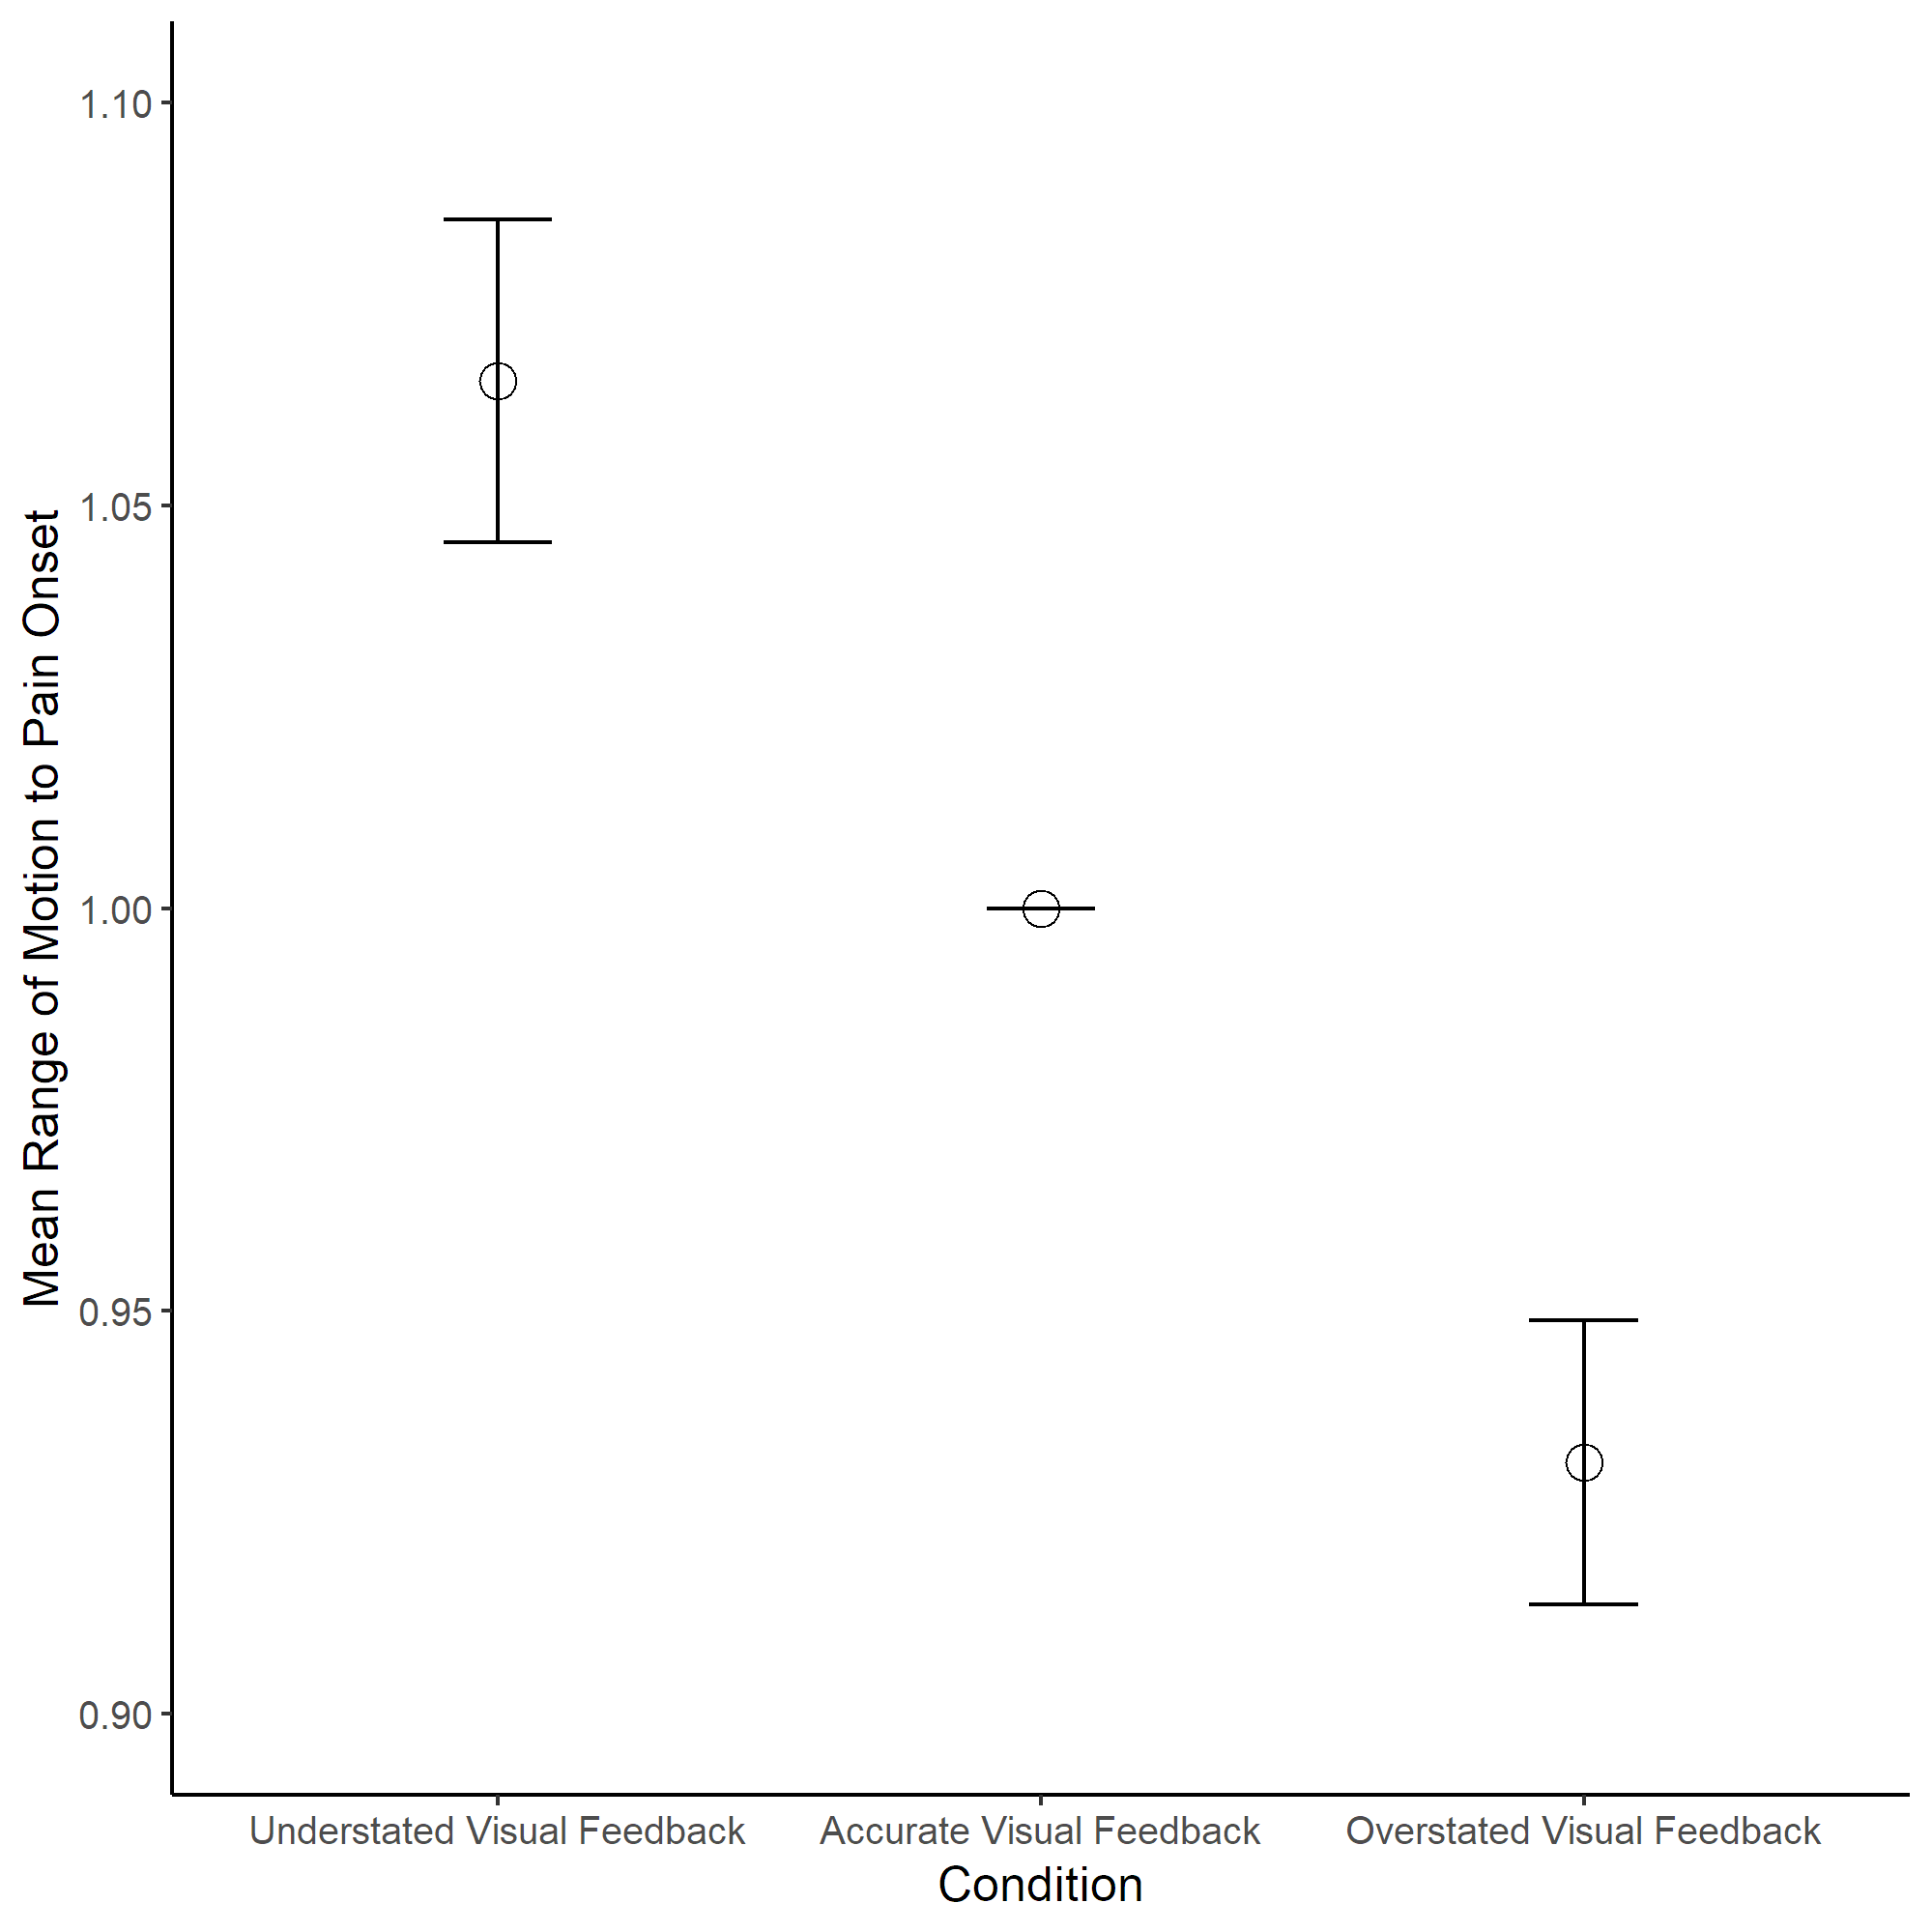 Mean Range of Motion to Pain Onset
1.10
1.05
1.00
0.95
0.90
Understated Visual Feedback
Accurate Visual Feedback
Overstated Visual Feedback
Condition